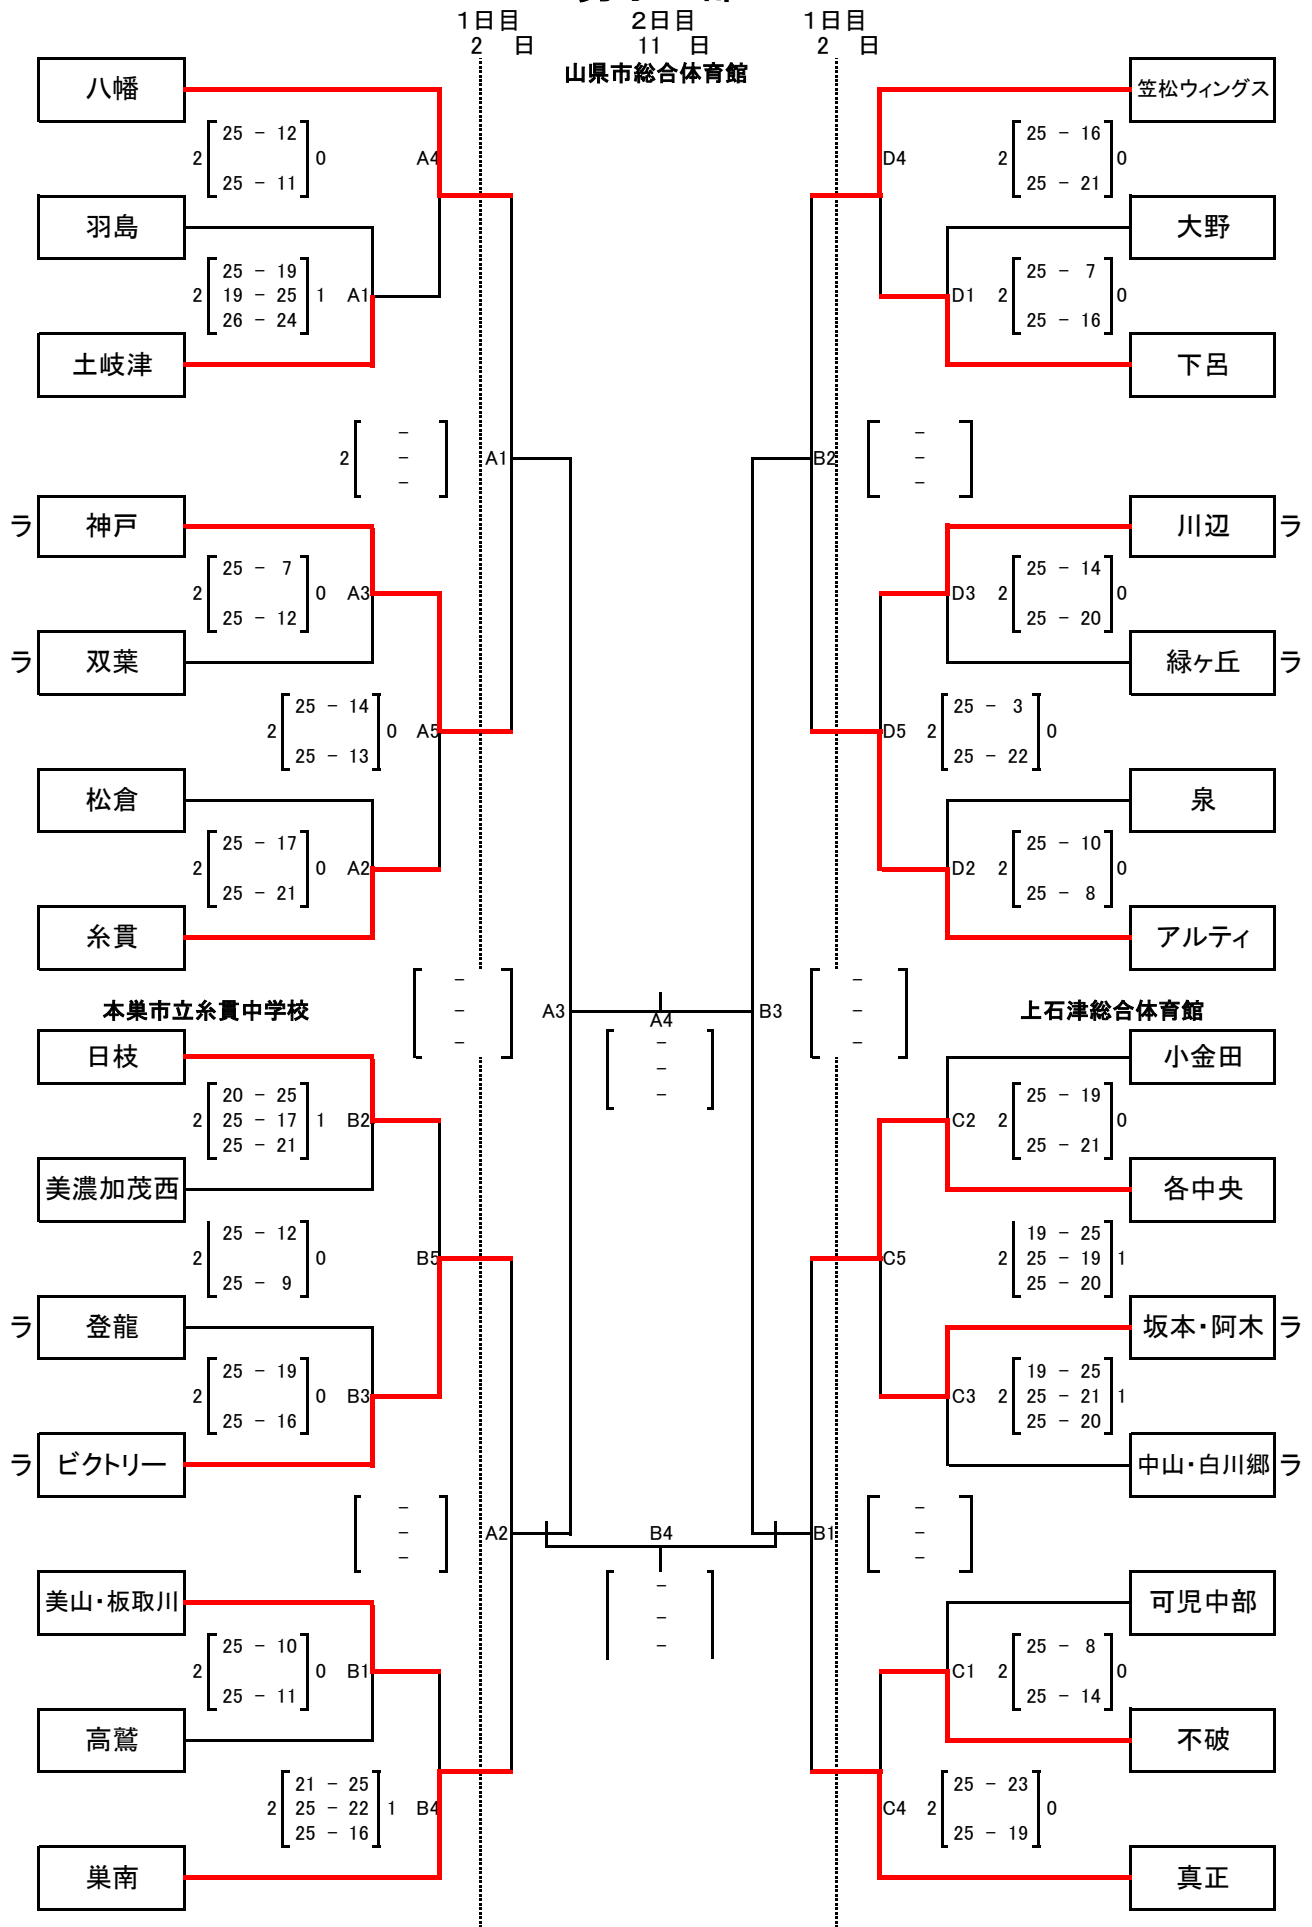 1日目 2日目 1日目
2 日 11 日 2 日
山県市総合体育館
八幡 笠松ウィングス
25 - 12 25 - 16
2 0 A4 D4 2 0
25 - 11 25 - 21
羽島 大野
25 - 19 25 - 7
2 19 - 25 1 A1 D1 2 0
26 - 24 25 - 16
土岐津 下呂
- -
2 - A1 B2 -
- -
ラ 神戸 川辺 ラ
25 - 7 25 - 14
2 0 A3 D3 2 0
25 - 12 25 - 20
ラ 双葉 緑ヶ丘 ラ
25 - 14 25 - 3
2 0 A5 D5 2 0
25 - 13 25 - 22
松倉 泉
25 - 17 25 - 10
2 0 A2 D2 2 0
25 - 21 25 - 8
糸貫 アルティ
- -
本巣市立糸貫中学校 - A3 A4 B3 - 上石津総合体育館
- - -
-
-
日枝 小金田
20 - 25 25 - 19
2 25 - 17 1 B2 C2 2 0
25 - 21 25 - 21
美濃加茂西 各中央
25 - 12 19 - 25
2 0 B5 C5 2 25 - 19 1
25 - 9 25 - 20
ラ 登龍 坂本・阿木 ラ
25 - 19 19 - 25
2 0 B3 C3 2 25 - 21 1
25 - 16 25 - 20
ラ ビクトリー 中山・白川郷 ラ
- -
- A2 B4 B1 -
- -
-
-
-
美山・板取川 可児中部
25 - 10 25 - 8
2 0 B1 C1 2 0
25 - 11 25 - 14
高鷲 不破
21 - 25 25 - 23
2 25 - 22 1 B4 C4 2 0
25 - 16 25 - 19
巣南 真正